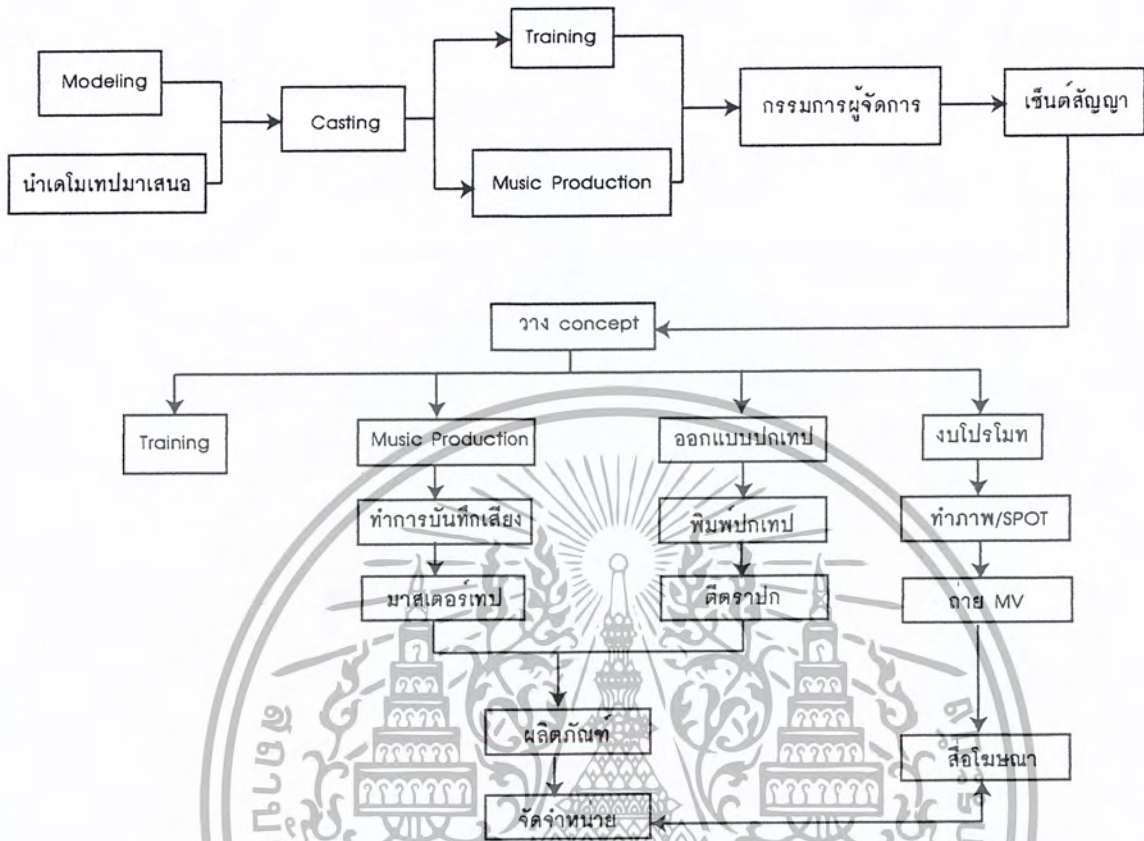 Modeling
นำเดโมเทปมาเสนอ
Casting
Training
Music Production
กรรมการผู้จัดการ
เซ็นต์สัญญา
วาง concept
Training
Music Production
ออกแบบปกเทป
งบโปรโมท
ทำการบันทึกเสียง
พิมพ์ปกเทป
ทำภาพ/SPOT
มาสเตอร์เทป
ตีตราปก
ถ่าย MV
ผลิตภัณฑ์
สื่อโฆษณา
จัดจำหน่าย